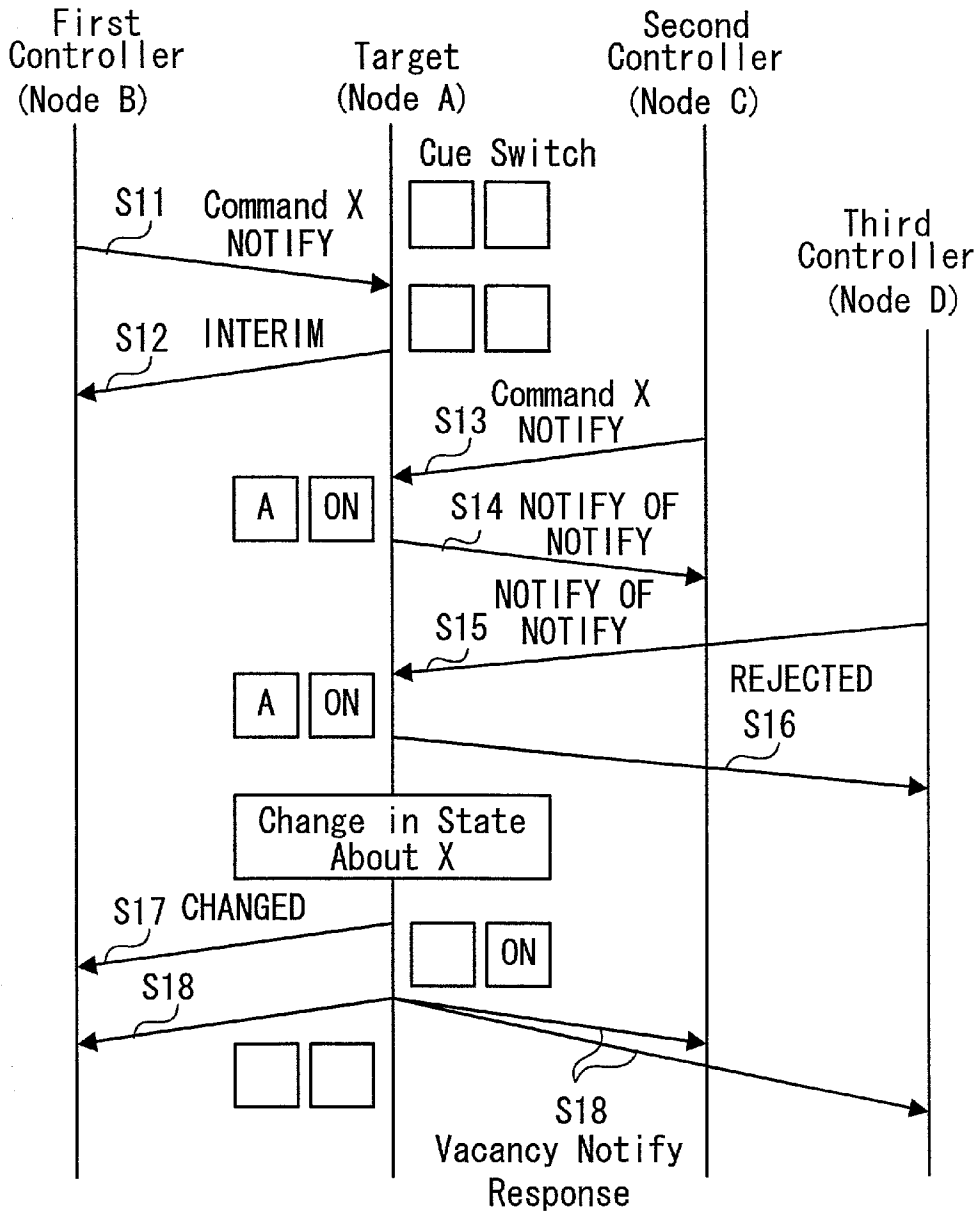 First
Controller
(Node B)
Target
(Node A)
Second
Controller
(Node C)
Third
Controller
(Node D)
Cue Switch
S11
Command X
NOTIFY
S12
INTERIM
Command X
NOTIFY
S13
A ON
S14
NOTIFY OF
NOTIFY
NOTIFY OF
NOTIFY
S15
A ON
REJECTED
S16
Change in State
About X
S17
CHANGED
ON
S18
S18
Vacancy Notify
Response